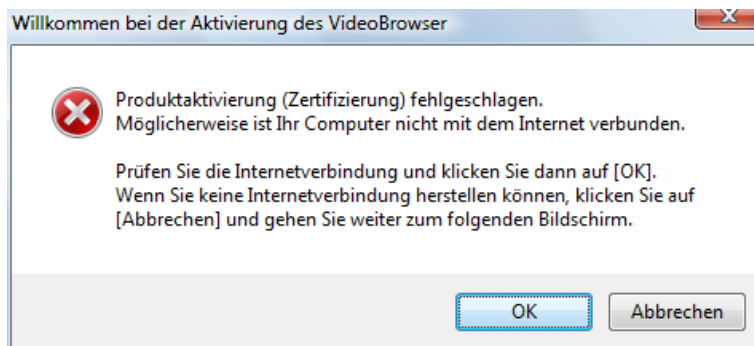 Willkommen bei der Aktivierung des VideoBrowser
Produktaktivierung (Zertifizierung) fehlgeschlagen.
Möglicherweise ist Ihr Computer nicht mit dem Internet verbunden.
Prüfen Sie die Internetverbindung und klicken Sie dann auf [OK].
Wenn Sie keine Internetverbindung herstellen können, klicken Sie auf
[Abbrechen] und gehen Sie weiter zum folgenden Bildschirm.
OK Abbrechen